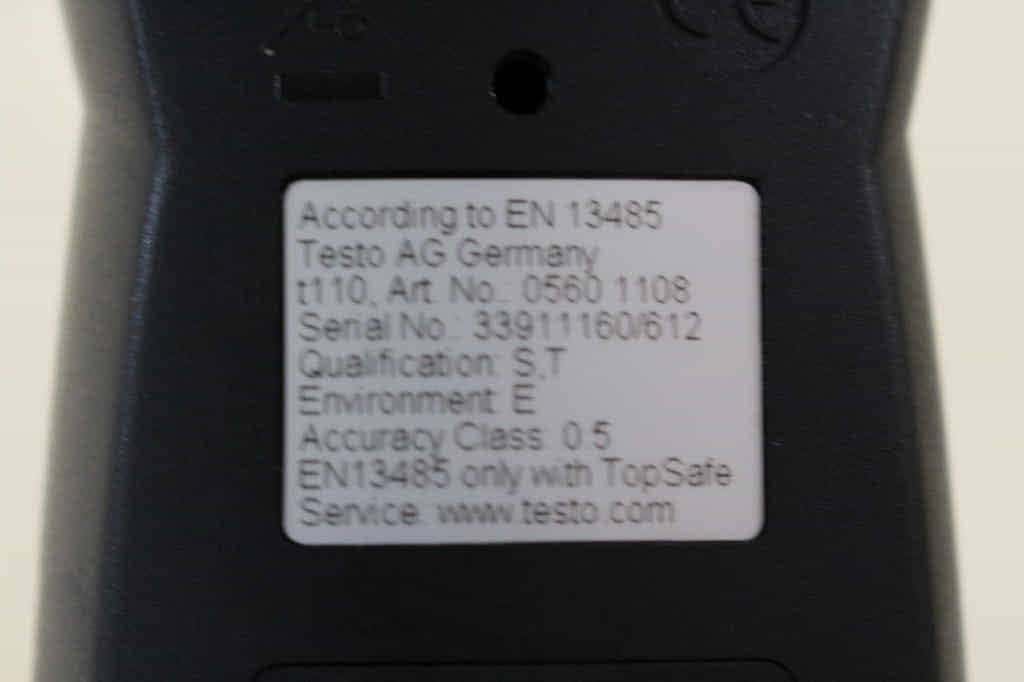 According to EN 13485
Testo AG Germany
t110, Art. No.: 0560 1108
Serial No.: 33911160/612
Qualification: S,T
Environment: E
Accuracy Class: 0.5
EN13485 only with TopSafe
Service: www.testo.com